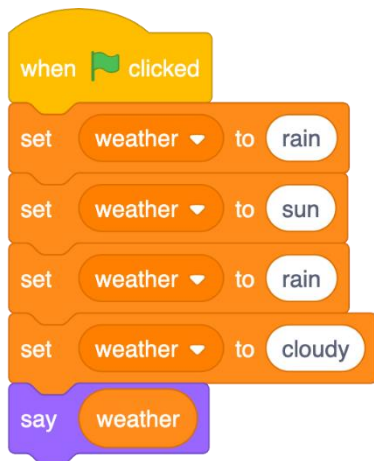 when clicked
set weather to rain
set weather to sun
set weather to rain
set weather to cloudy
say weather